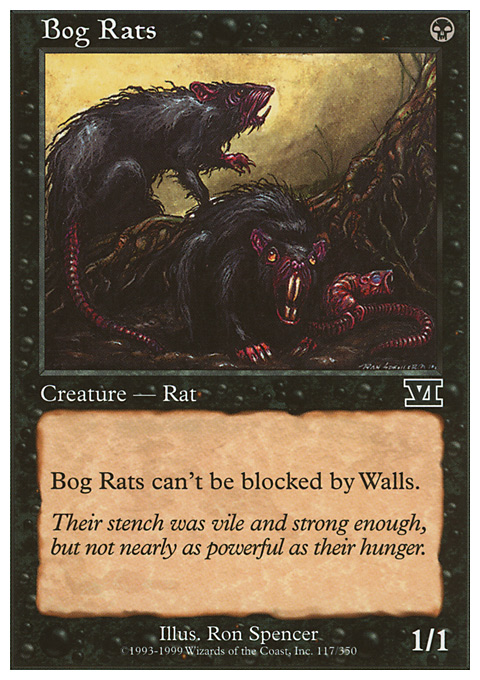 Bog Rats
Creature — Rat
VI
Bog Rats can't be blocked by Walls.
Their stench was vile and strong enough,
but not nearly as powerful as their hunger.
Illus. Ron Spencer
©1993-1999 Wizards of the Coast, Inc. 117/350
1/1